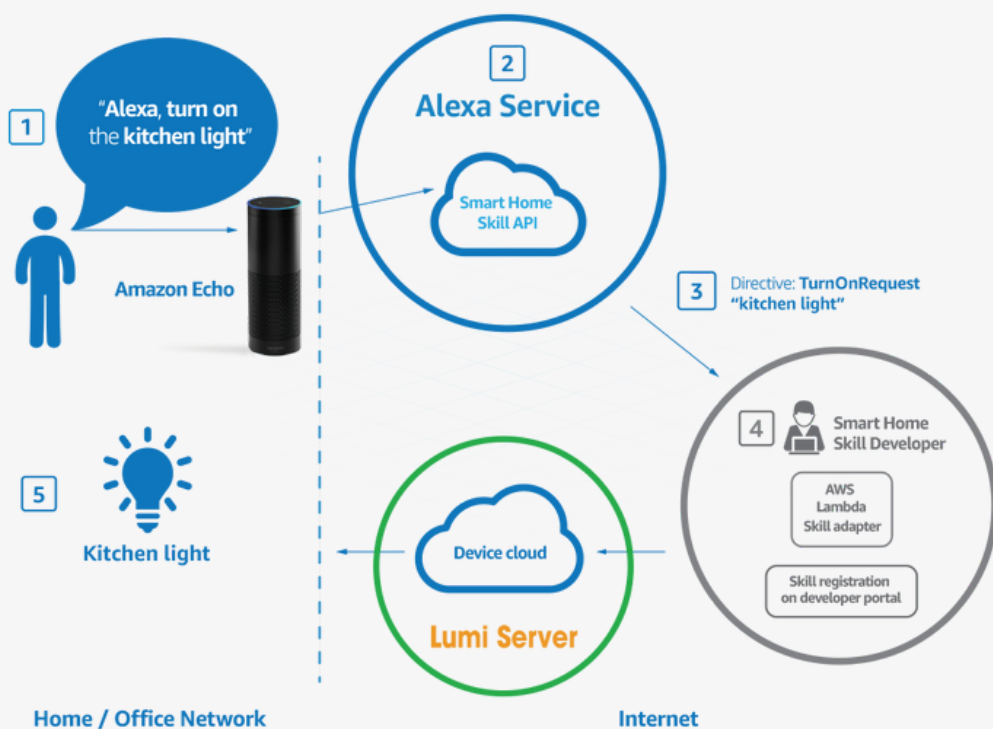 1
“Alexa, turn on
the kitchen light”
Amazon Echo
2
Alexa Service
Smart Home
Skill API
3
Directive: TurnOnRequest
“kitchen light”
4
Smart Home
Skill Developer
AWS
Lambda
Skill adapter
Skill registration
on developer portal
Device cloud
Lumi Server
5
Kitchen light
Home / Office Network
Internet